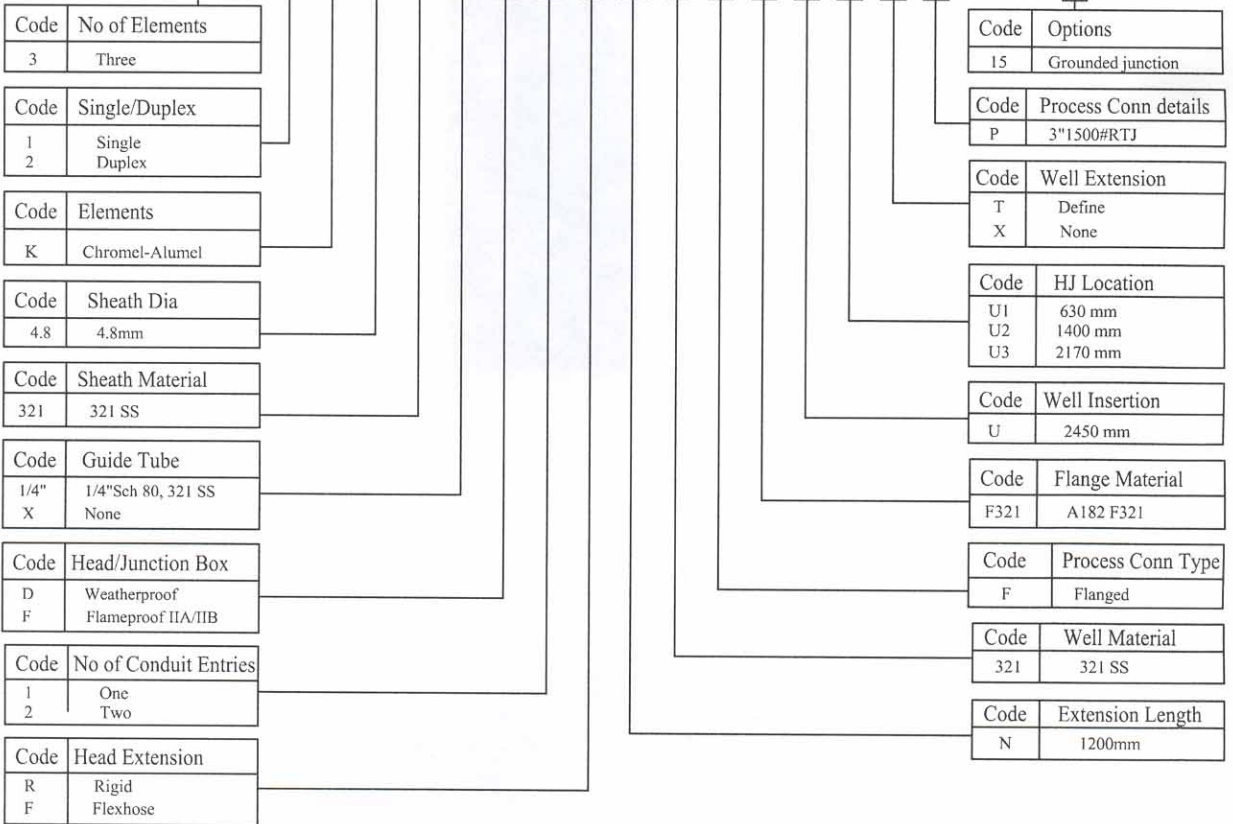 Code No of Elements
3 Three
Code Single/Duplex
1 Single
2 Duplex
Code Elements
K Chromel-Alumel
Code Sheath Dia
4.8 4.8mm
Code Sheath Material
321 321 SS
Code Guide Tube
1/4" 1/4"Sch 80, 321 SS
X None
Code Head/Junction Box
D Weatherproof
F Flameproof IIA/IIB
Code No of Conduit Entries
1 One
2 Two
Code Head Extension
R Rigid
F Flexhose
Code Options
15 Grounded junction
Code Process Conn details
P 3"1500#RTJ
Code Well Extension
T Define
X None
Code HJ Location
U1 630 mm
U2 1400 mm
U3 2170 mm
Code Well Insertion
U 2450 mm
Code Flange Material
F321 A182 F321
Code Process Conn Type
F Flanged
Code Well Material
321 321 SS
Code Extension Length
N 1200mm